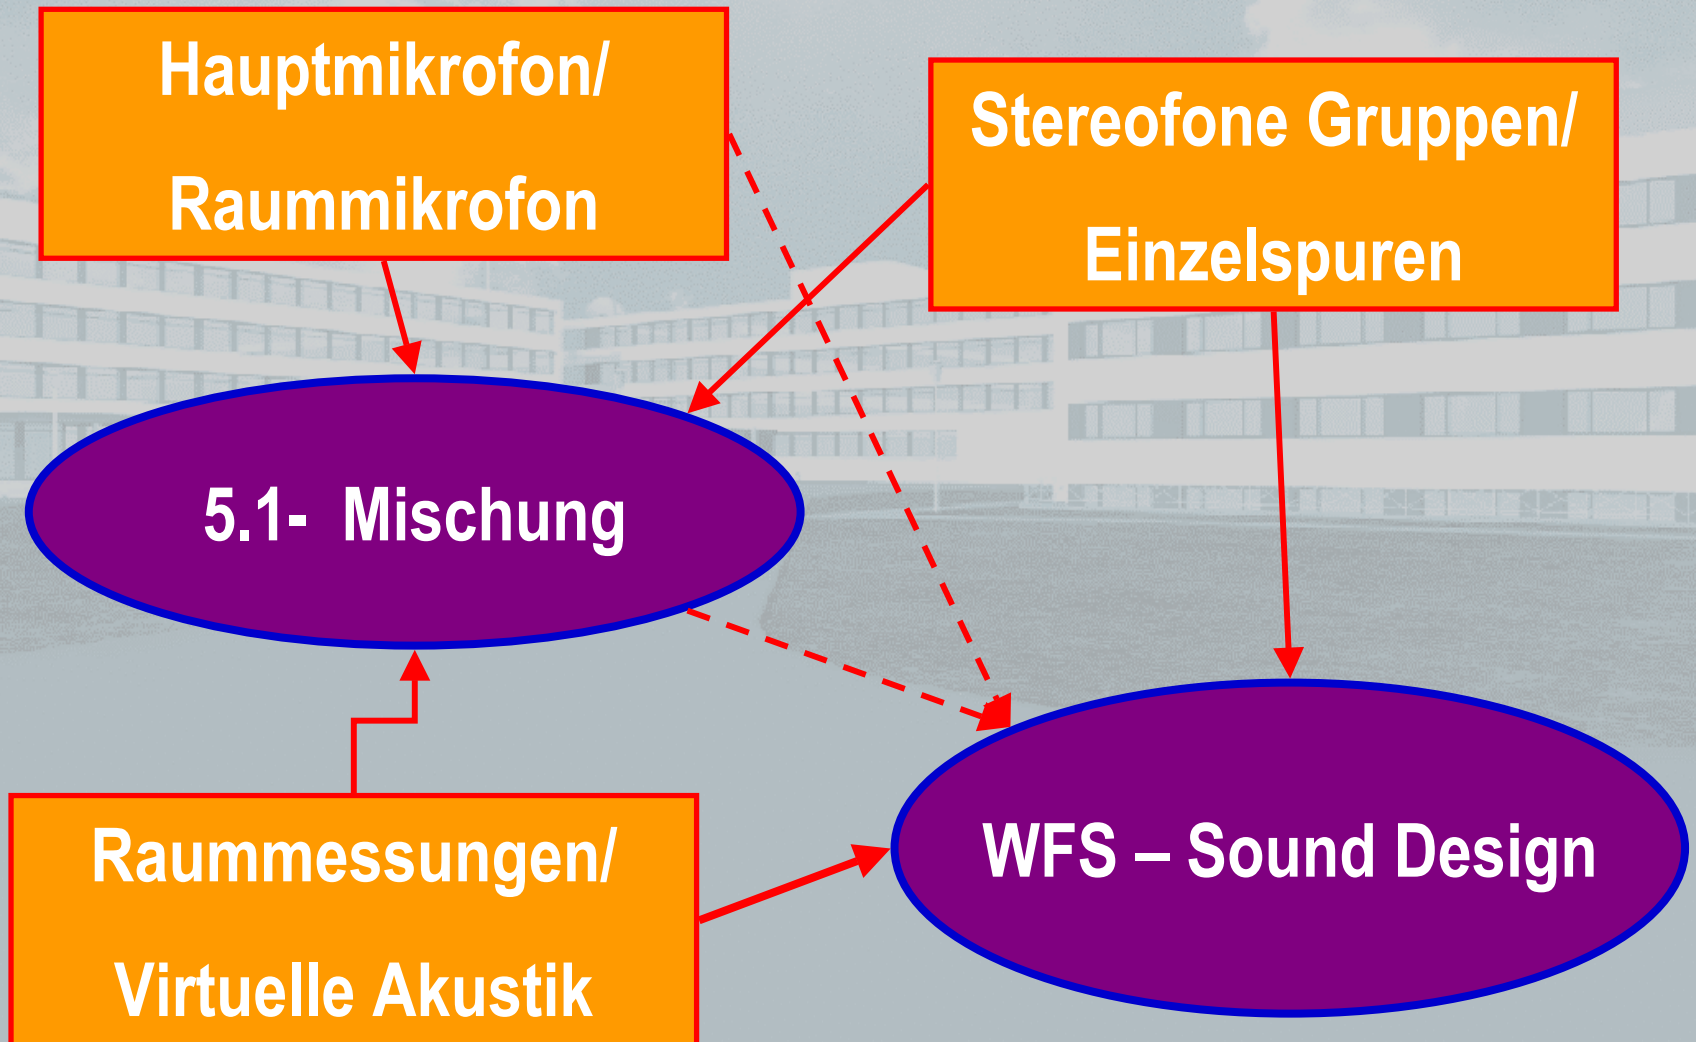 Hauptmikrofon/
Raummikrofon
Stereofone Gruppen/
Einzelspuren
5.1- Mischung
WFS – Sound Design
Raummessungen/
Virtuelle Akustik